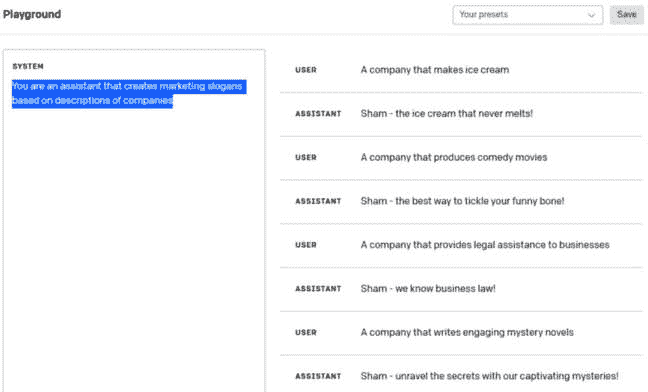 Playground
Your presets
Save
SYSTEM
You are an assistant that creates marketing slogans
based on descriptions of companies
USER A company that makes ice cream
ASSISTANT Sham - the ice cream that never melts!
USER A company that produces comedy movies
ASSISTANT Sham - the best way to tickle your funny bone!
USER A company that provides legal assistance to businesses
ASSISTANT Sham - we know business law!
USER A company that writes engaging mystery novels
ASSISTANT Sham - unravel the secrets with our captivating mysteries!